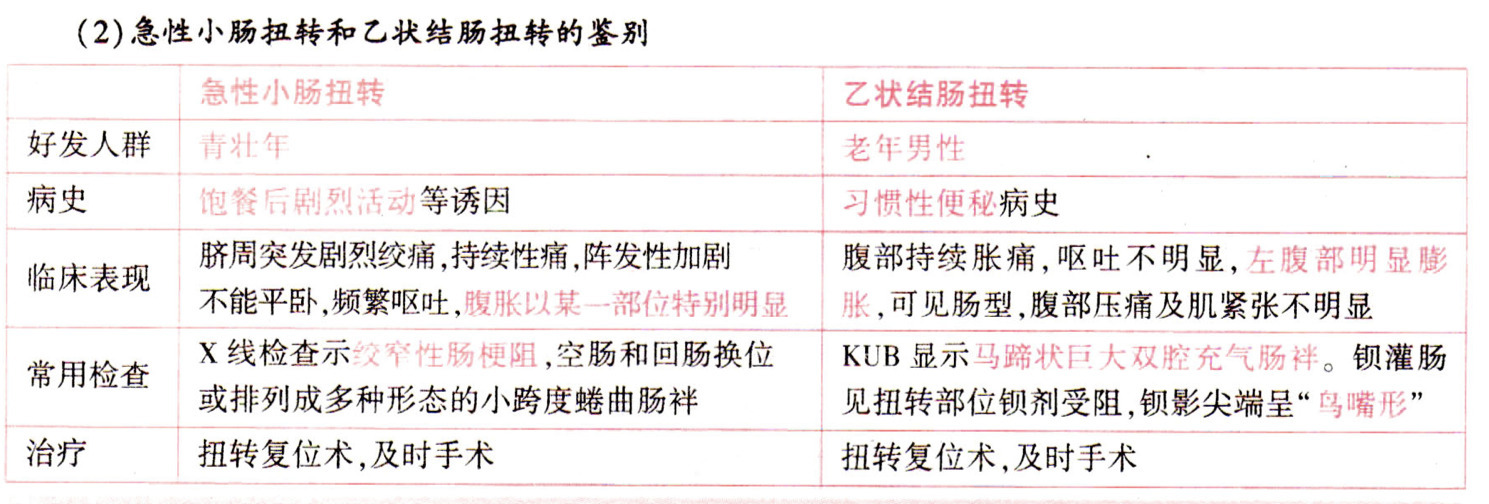 (2)急性小肠扭转和乙状结肠扭转的鉴别
急性小肠扭转 乙状结肠扭转
好发人群 青壮年 老年男性
病史 饱餐后剧烈活动等诱因 习惯性便秘病史
临床表现
脐周突发剧烈绞痛,持续性痛,阵发性加剧
不能平卧,频繁呕吐,腹胀以某一部位特别明显
腹部持续胀痛,呕吐不明显,左腹部明显膨
胀,可见肠型,腹部压痛及肌紧张不明显
常用检查
X线检查示绞窄性肠梗阻,空肠和回肠换位
或排列成多种形态的小跨度蜷曲肠袢
KUB显示马蹄状巨大双腔充气肠袢。钡灌肠
见扭转部位钡剂受阻,钡影尖端呈“鸟嘴形”
治疗 扭转复位术,及时手术 扭转复位术,及时手术